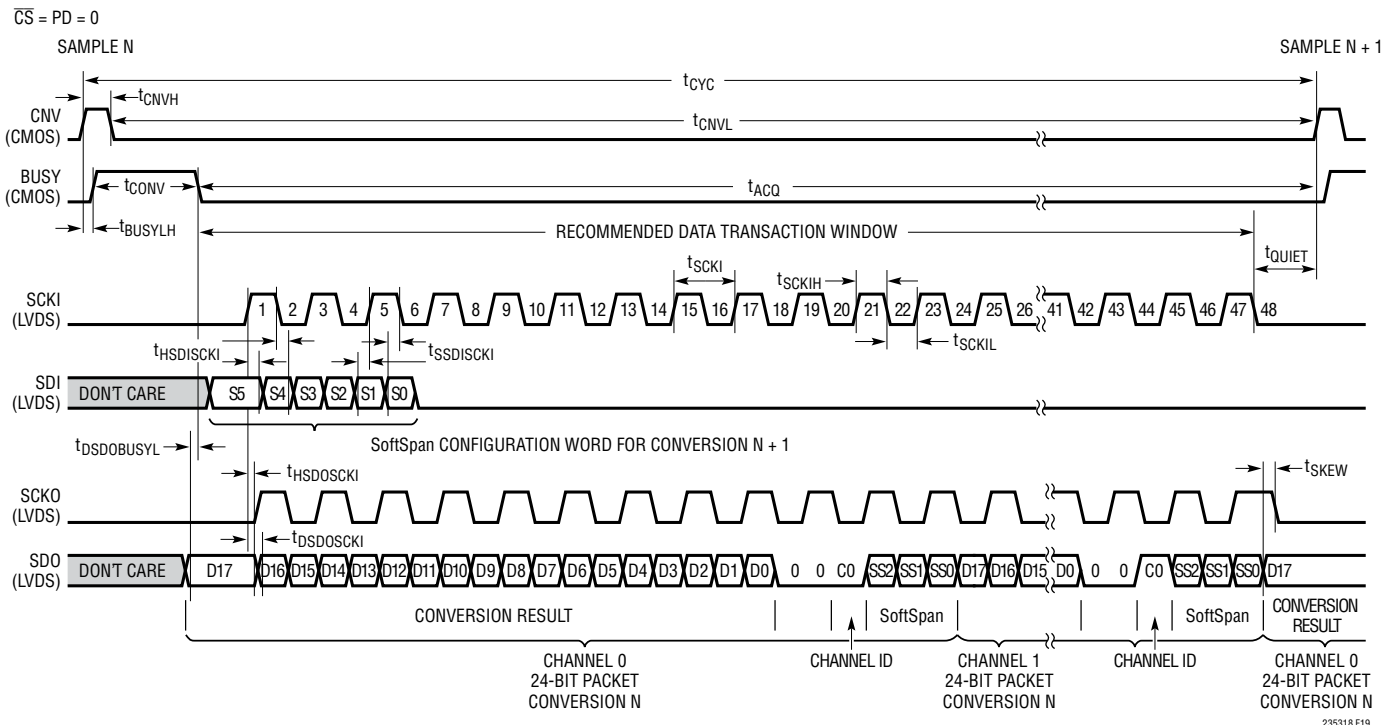 CS = PD = 0
SAMPLE N
SAMPLE N + 1
tCYC
tCNVH
CNV
(CMOS)
tCNVL
BUSY
(CMOS)
tCONV
tACQ
tBUSYLH
RECOMMENDED DATA TRANSACTION WINDOW
tQUIET
tSCKI
tSCKIH
SCKI
(LVDS)
1 2 3 4 5 6 7 8 9 10 11 12 13 14 15 16 17 18 19 20 21 22 23 24 25 26 41 42 43 44 45 46 47 48
tHSDISCKI
tSSDISCKI
tSCKIL
SDI
(LVDS)
DON'T CARE S5 S4 S3 S2 S1 S0
SoftSpan CONFIGURATION WORD FOR CONVERSION N + 1
tDSDOBUSYL
tHSDOSCKI
tSKEW
SCKO
(LVDS)
tDSDOSCKI
SDO
(LVDS)
DON'T CARE D17 D16 D15 D14 D13 D12 D11 D10 D9 D8 D7 D6 D5 D4 D3 D2 D1 D0 0 0 C0 SS2 SS1 SS0 D17 D16 D15 D0 0 0 C0 SS2 SS1 SS0 D17
CONVERSION RESULT
SoftSpan
SoftSpan
CONVERSION
RESULT
CHANNEL 0
24-BIT PACKET
CONVERSION N
CHANNEL ID
CHANNEL 1
24-BIT PACKET
CONVERSION N
CHANNEL ID
CHANNEL 0
24-BIT PACKET
CONVERSION N
235318 F19